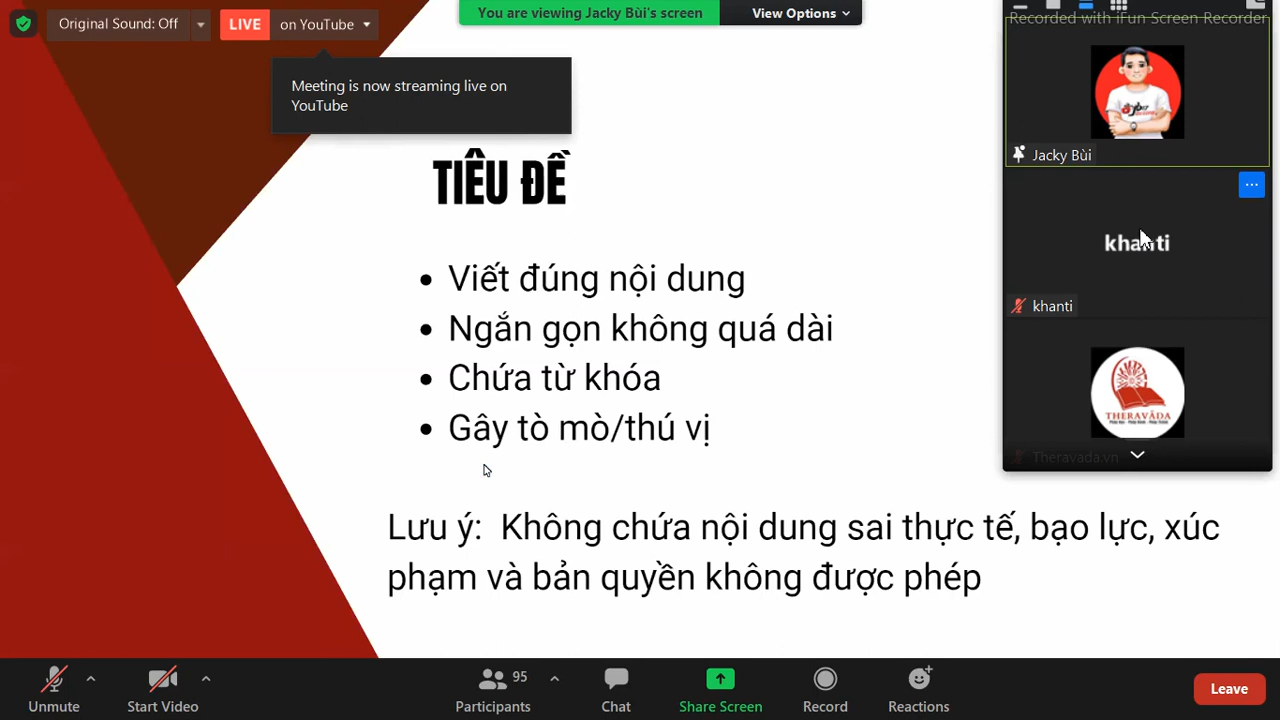 Original Sound: Off
LIVE on YouTube
You are viewing Jacky Bùi's screen
View Options
Recorded with iFun Screen Recorder
Meeting is now streaming live on
YouTube
Jacky Bùi
khanti
khanti
THERAVĀDA
Theravada.vn
TIÊU ĐỀ
• Viết đúng nội dung
• Ngắn gọn không quá dài
• Chứa từ khóa
• Gây tò mò/thú vị
Lưu ý: Không chứa nội dung sai thực tế, bạo lực, xúc
phạm và bản quyền không được phép
Unmute
Start Video
95
Participants
Chat
Share Screen
Record
Reactions
Leave